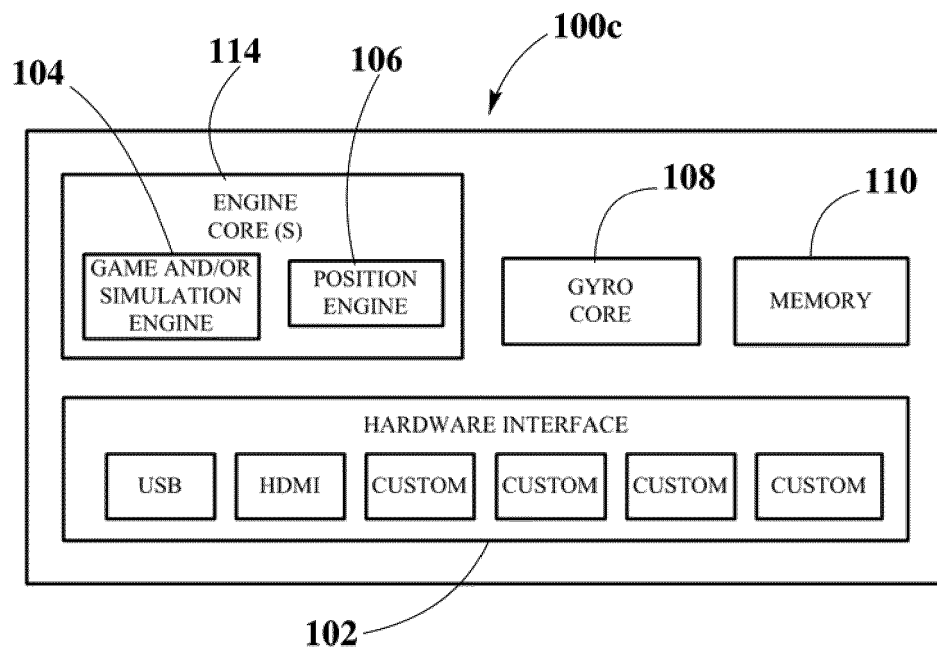 100c
114
106
104
108
110
ENGINE
CORE (S)
GAME AND/OR
SIMULATION
ENGINE
POSITION
ENGINE
GYRO
CORE
MEMORY
HARDWARE INTERFACE
USB
HDMI
CUSTOM
CUSTOM
CUSTOM
CUSTOM
102